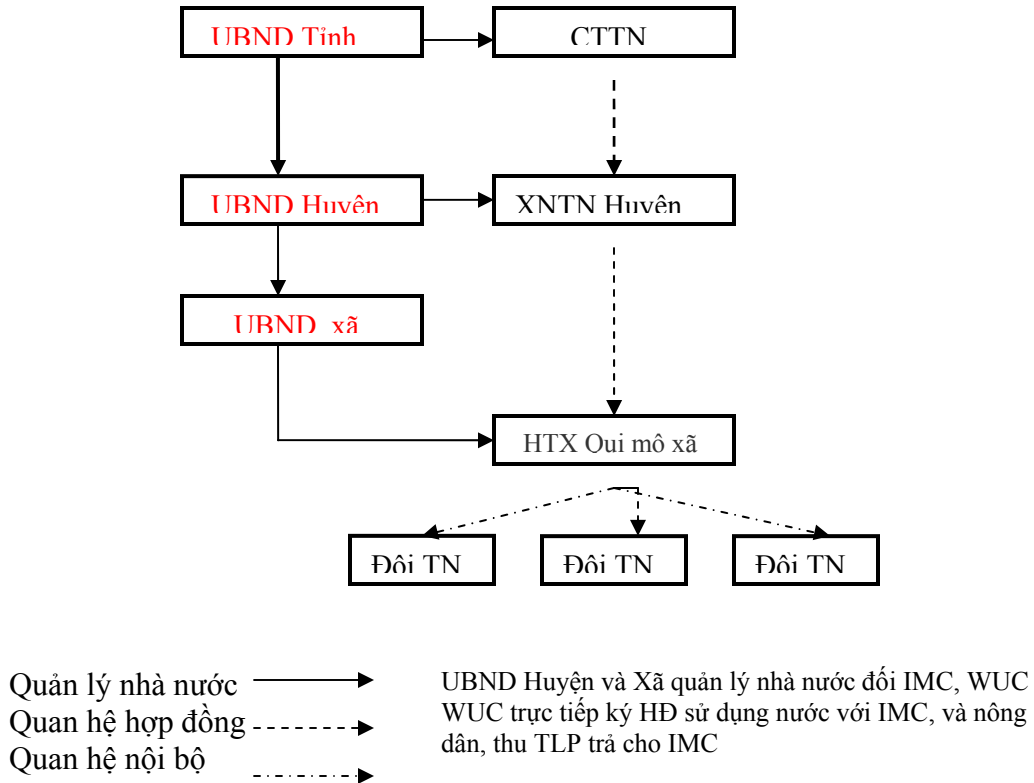 UBND Tỉnh
CTTN
UBND Huyện
XNTN Huyện
UBND xã
HTX Qui mô xã
Đội TN
Đội TN
Đội TN
Quản lý nhà nước
Quan hệ hợp đồng
Quan hệ nội bộ
UBND Huyện và Xã quản lý nhà nước đối IMC, WUC
WUC trực tiếp ký HĐ sử dụng nước với IMC, và nông
dân, thu TLP trả cho IMC